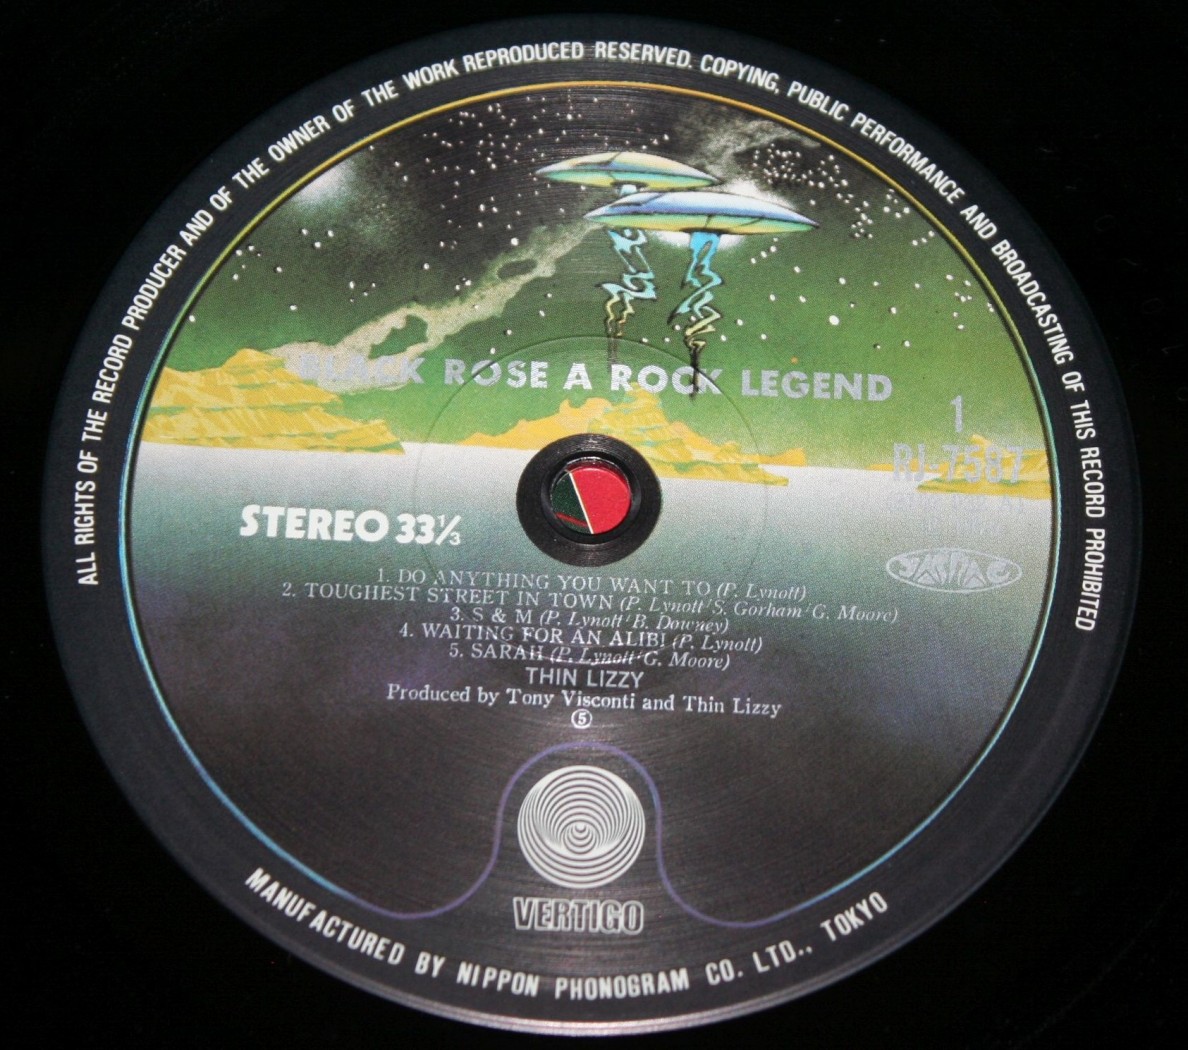 ALL RIGHTS OF THE RECORD PRODUCER AND OF THE OWNER OF THE WORK REPRODUCED RESERVED. COPYING, PUBLIC PERFORMANCE AND BROADCASTING OF THIS RECORD PROHIBITED
BLACK ROSE A ROCK LEGEND
1
RJ-7587
STEREO 33⅓
JASRAC
1. DO ANYTHING YOU WANT TO (P. Lynott)
2. TOUGHEST STREET IN TOWN (P. Lynott/S. Gorham/G. Moore)
3. S & M (P. Lynott/B. Downey)
4. WAITING FOR AN ALIBI (P. Lynott)
5. SARAH (P. Lynott/G. Moore)
THIN LIZZY
Produced by Tony Visconti and Thin Lizzy
⑤
VERTIGO
MANUFACTURED BY NIPPON PHONOGRAM CO. LTD., TOKYO